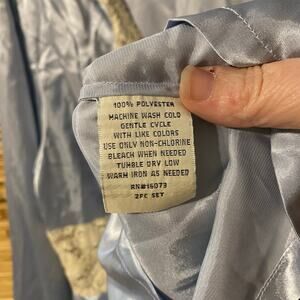 100% POLYESTER
MACHINE WASH COLD
GENTLE CYCLE
WITH LIKE COLORS
USE ONLY NON-CHLORINE
BLEACH WHEN NEEDED
TUMBLE DRY LOW
WARM IRON AS NEEDED
RN#16073
2PC SET